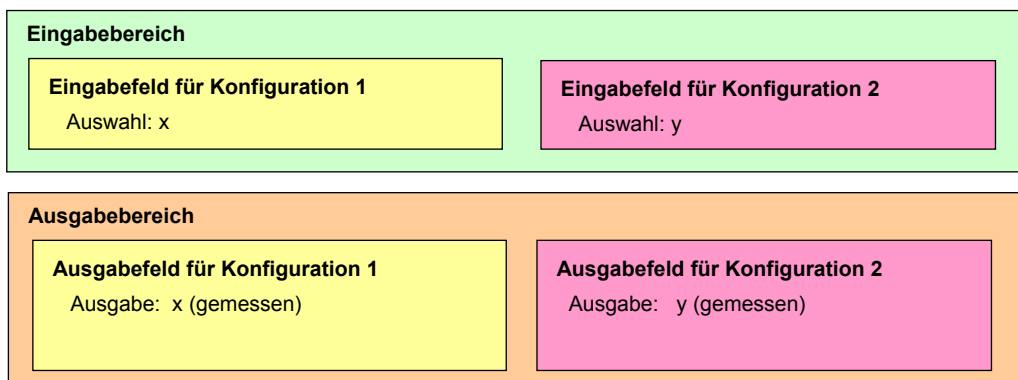 Eingabebereich
Eingabefeld für Konfiguration 1
Auswahl: x
Eingabefeld für Konfiguration 2
Auswahl: y
Ausgabebereich
Ausgabefeld für Konfiguration 1
Ausgabe: x (gemessen)
Ausgabefeld für Konfiguration 2
Ausgabe: y (gemessen)